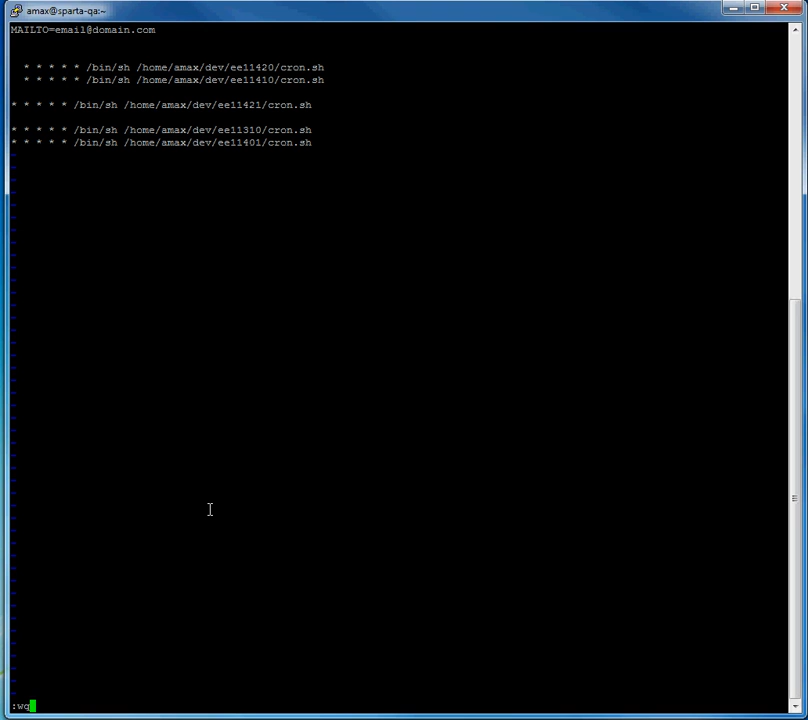 amax@sparta-qa:~
MAILTO=email@domain.com
* * * * * /bin/sh /home/amax/dev/ee11420/cron.sh
* * * * * /bin/sh /home/amax/dev/ee11410/cron.sh
* * * * * /bin/sh /home/amax/dev/ee11421/cron.sh
* * * * * /bin/sh /home/amax/dev/ee11310/cron.sh
* * * * * /bin/sh /home/amax/dev/ee11401/cron.sh
:wq